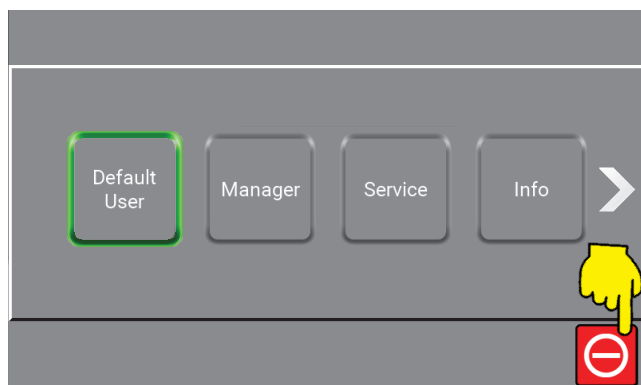 Default
User
Manager
Service
Info